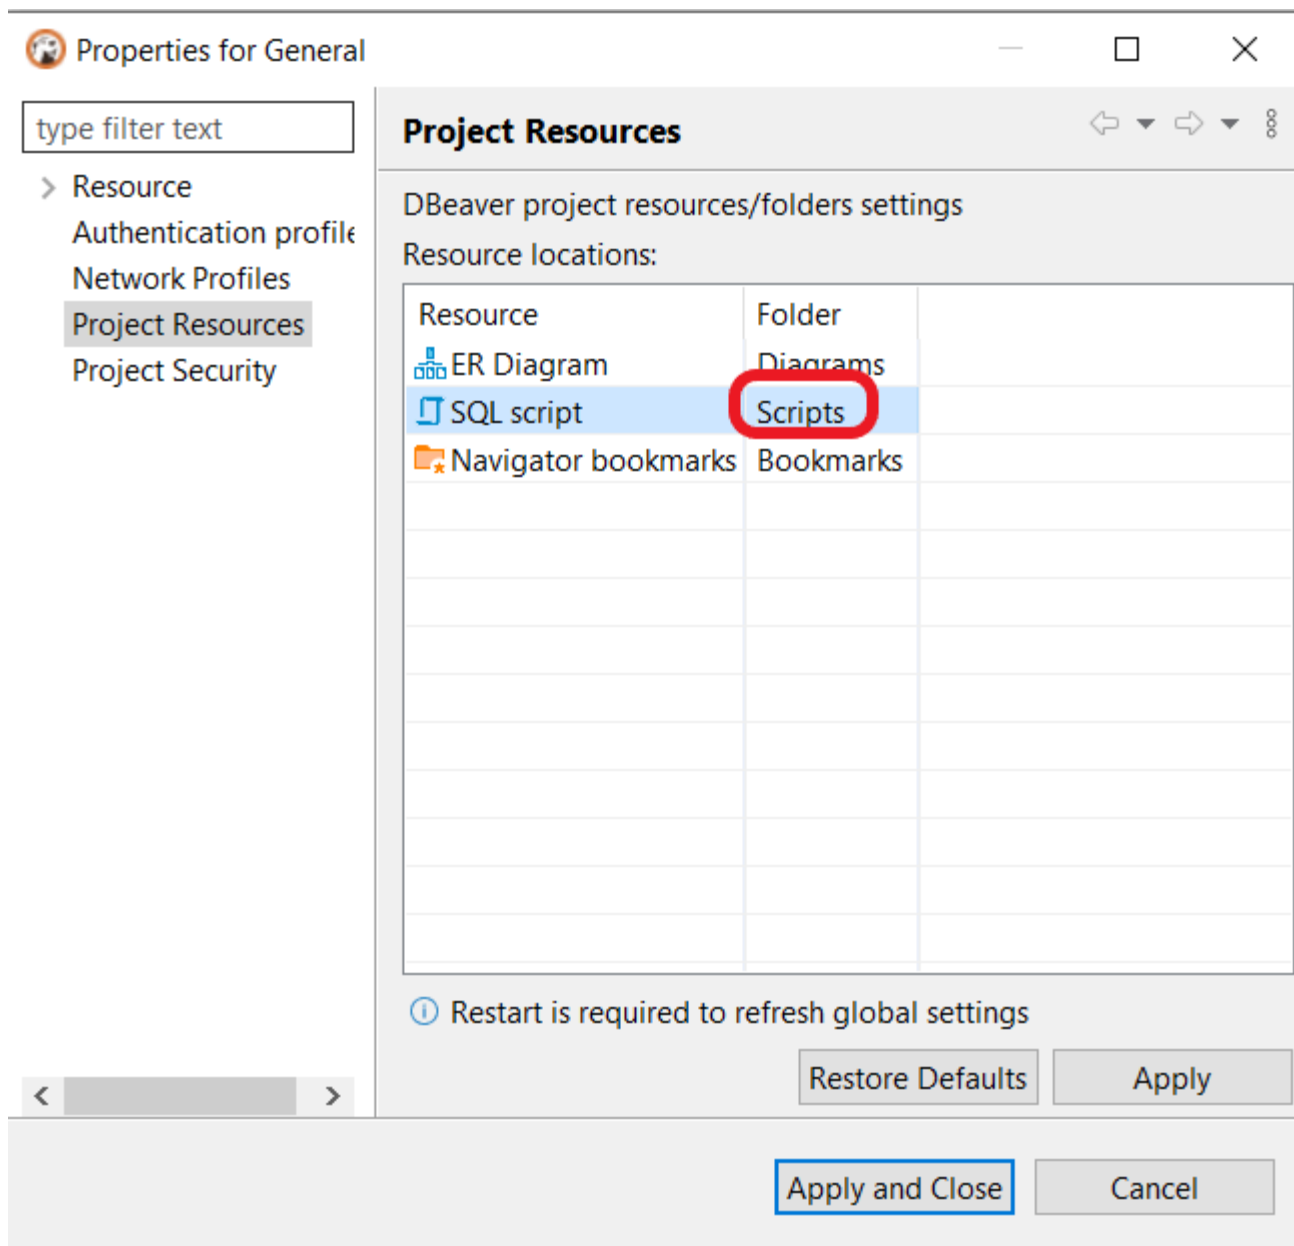 Properties for General
type filter text
Resource
Authentication profile
Network Profiles
Project Resources
Project Security
Project Resources
DBeaver project resources/folders settings
Resource locations:
Resource Folder
ER Diagram Diagrams
SQL script Scripts
Navigator bookmarks Bookmarks
Restart is required to refresh global settings
Restore Defaults Apply
Apply and Close Cancel